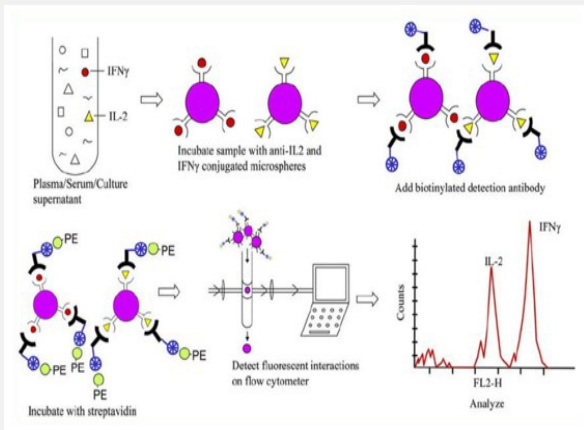 IFNγ
IL-2
Plasma/Serum/Culture
supernatant
Incubate sample with anti-IL2 and
IFNγ conjugated microspheres
Add biotinylated detection antibody
PE
PE
PE
PE
PE
PE
Incubate with streptavidin
Detect fluorescent interactions
on flow cytometer
Counts
IL-2
IFNγ
FL2-H
Analyze